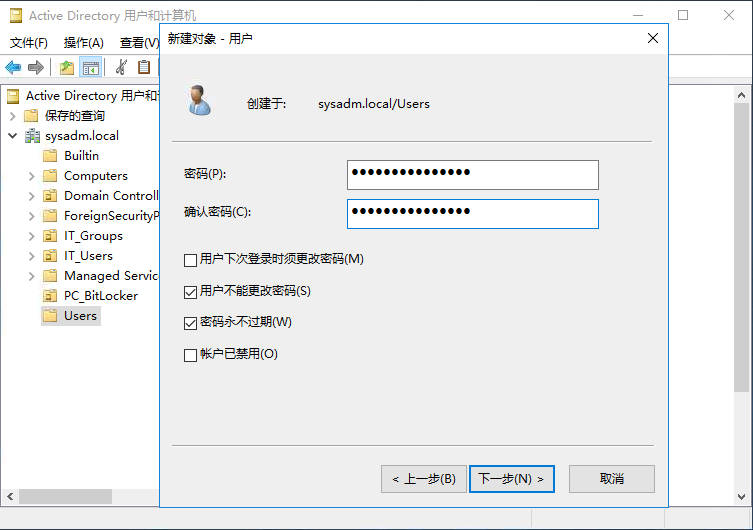 Active Directory 用户和计算机
文件(F) 操作(A) 查看(V)
新建对象 - 用户
Active Directory 用户和计
保存的查询
sysadm.local
Builtin
Computers
Domain Controll
ForeignSecurityP
IT_Groups
IT_Users
Managed Servic
PC_BitLocker
Users
创建于: sysadm.local/Users
密码(P): ●●●●●●●●●●●●●●●
确认密码(C): ●●●●●●●●●●●●●●●
用户下次登录时须更改密码(M)
用户不能更改密码(S)
密码永不过期(W)
帐户已禁用(O)
< 上一步(B) 下一步(N) > 取消